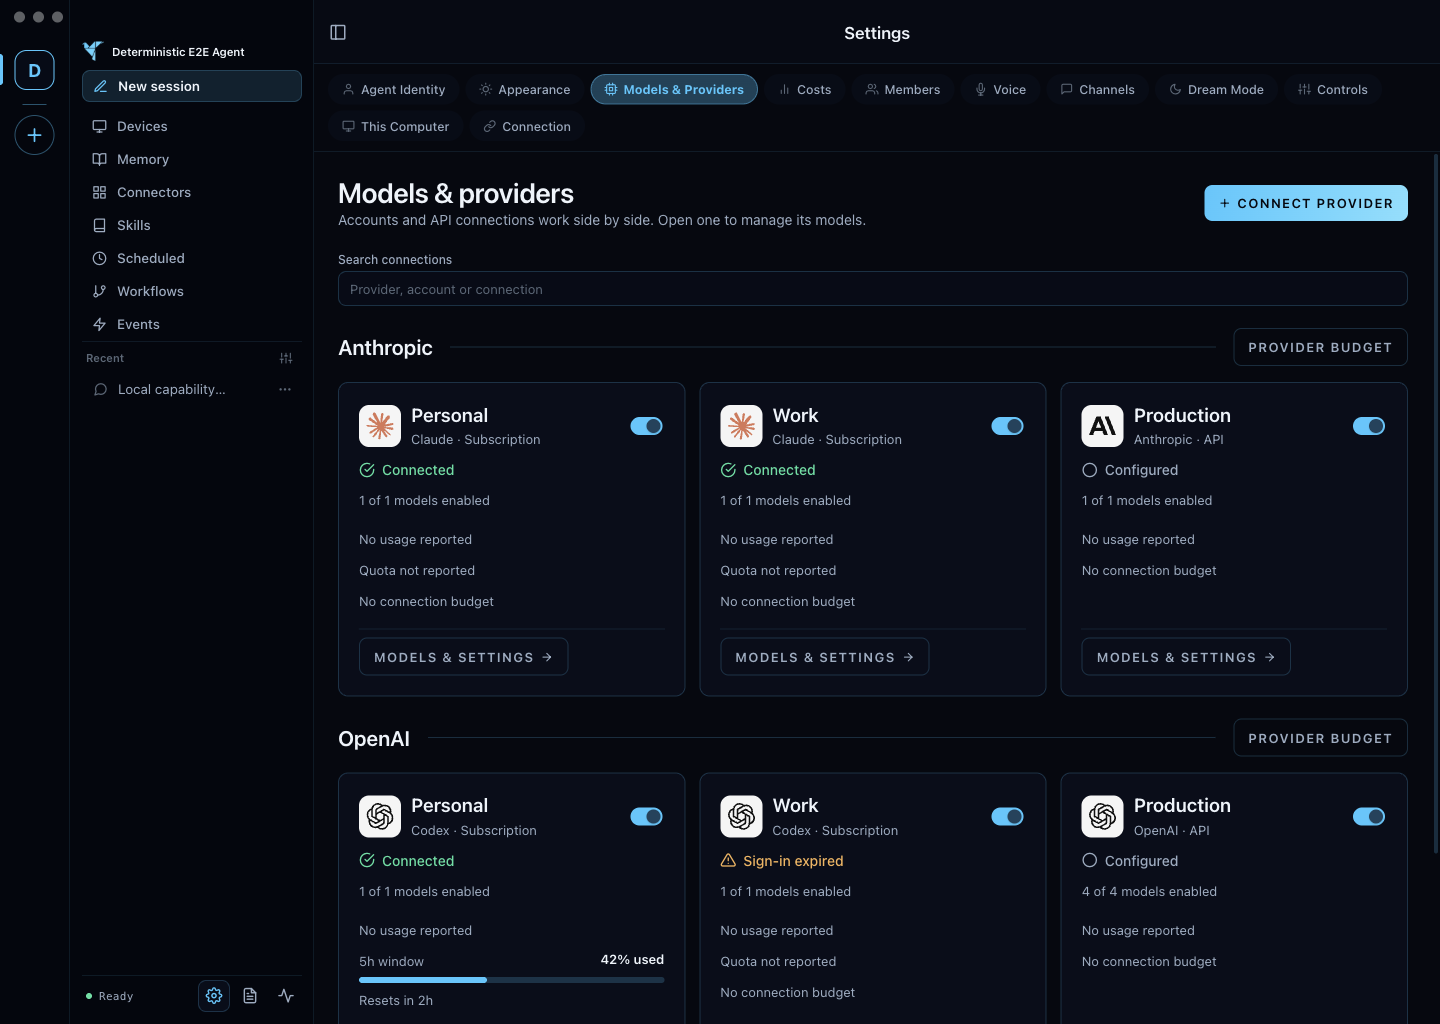 Settings
D
Deterministic E2E Agent
New session
Devices
Memory
Connectors
Skills
Scheduled
Workflows
Events
Recent
Local capability...
Ready
Agent Identity
Appearance
Models & Providers
Costs
Members
Voice
Channels
Dream Mode
Controls
This Computer
Connection
Models & providers
Accounts and API connections work side by side. Open one to manage its models.
+ CONNECT PROVIDER
Search connections
Provider, account or connection
Anthropic
PROVIDER BUDGET
Personal
Claude · Subscription
Connected
1 of 1 models enabled
No usage reported
Quota not reported
No connection budget
MODELS & SETTINGS →
Work
Claude · Subscription
Connected
1 of 1 models enabled
No usage reported
Quota not reported
No connection budget
MODELS & SETTINGS →
Production
Anthropic · API
Configured
1 of 1 models enabled
No usage reported
No connection budget
MODELS & SETTINGS →
OpenAI
PROVIDER BUDGET
Personal
Codex · Subscription
Connected
1 of 1 models enabled
No usage reported
5h window
42% used
Resets in 2h
Work
Codex · Subscription
Sign-in expired
1 of 1 models enabled
No usage reported
Quota not reported
No connection budget
Production
OpenAI · API
Configured
4 of 4 models enabled
No usage reported
No connection budget